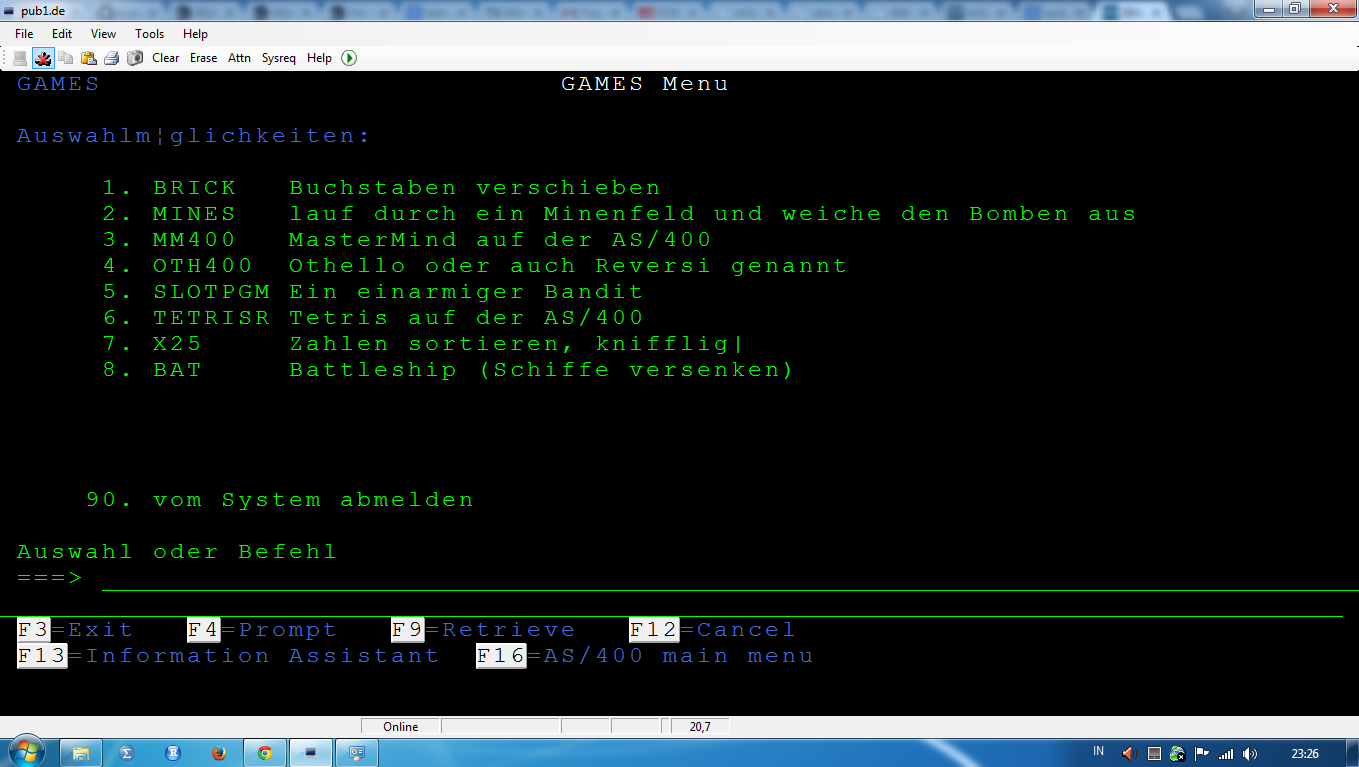 pub1.de
File Edit View Tools Help
Clear Erase Attn Sysreq Help
GAMES GAMES Menu
Auswahlm¦glichkeiten:
1. BRICK Buchstaben verschieben
2. MINES lauf durch ein Minenfeld und weiche den Bomben aus
3. MM400 MasterMind auf der AS/400
4. OTH400 Othello oder auch Reversi genannt
5. SLOTPGM Ein einarmiger Bandit
6. TETRISR Tetris auf der AS/400
7. X25 Zahlen sortieren, knifflig|
8. BAT Battleship (Schiffe versenken)
90. vom System abmelden
Auswahl oder Befehl
===>
F3=Exit F4=Prompt F9=Retrieve F12=Cancel
F13=Information Assistant F16=AS/400 main menu
Online 20,7
IN 23:26